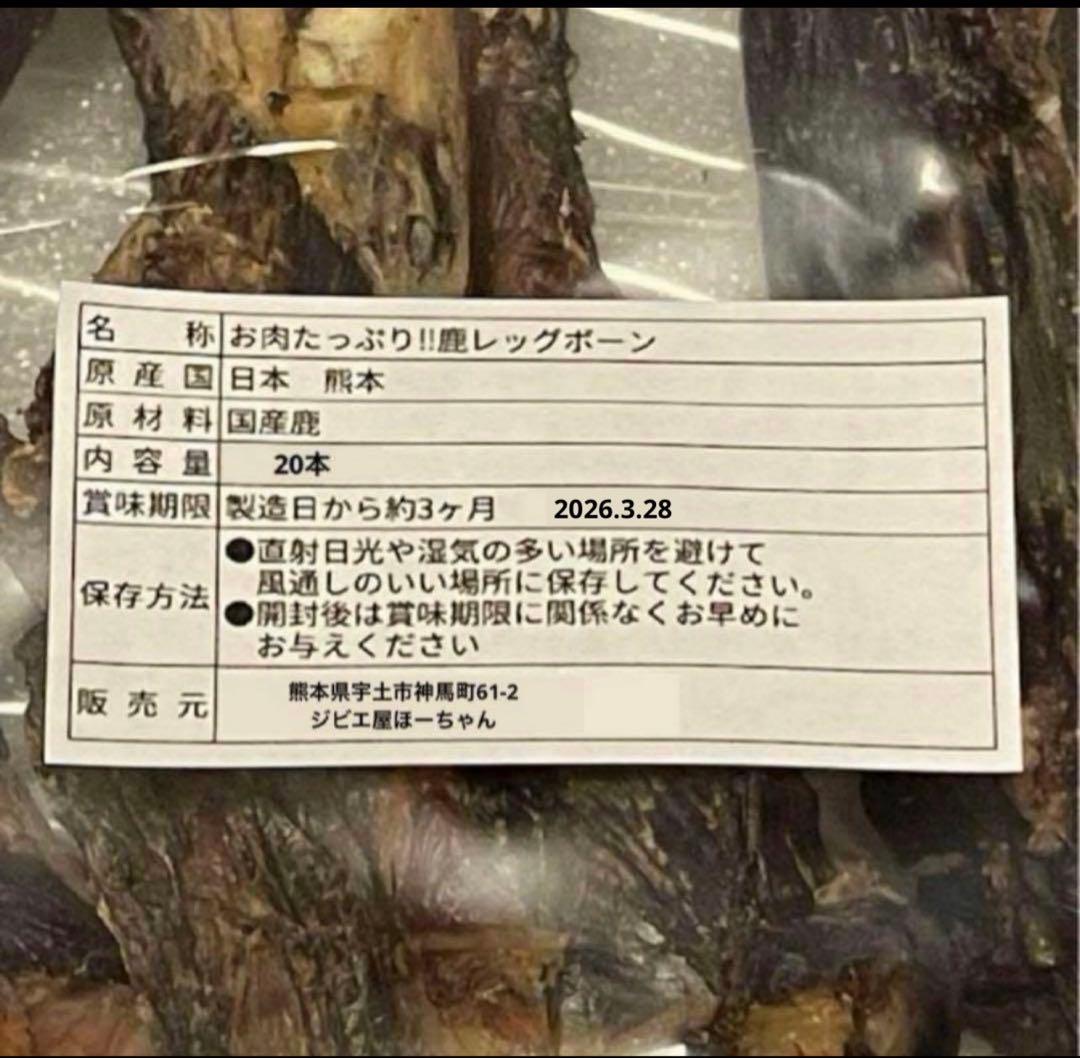 名称 お肉たっぷり!!鹿レッグボーン
原産国 日本 熊本
原材料 国産鹿
内容量 20本
賞味期限 製造日から約3ヶ月 2026.3.28
保存方法 ●直射日光や湿気の多い場所を避けて
風通しのいい場所に保存してください。
●開封後は賞味期限に関係なくお早めに
お与えください
販売元 熊本県宇土市神馬町61-2
ジビエ屋ほーちゃん